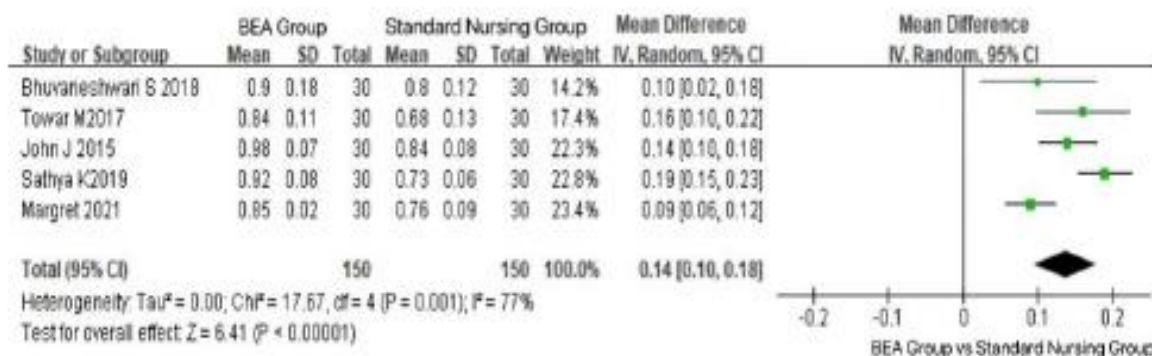 BEA Group Standard Nursing Group Mean Difference Mean Difference
Study or Subgroup Mean SD Total Mean SD Total Weight IV, Random, 95% CI IV, Random, 95% CI
Bhuvaneshwari S 2018 0.9 0.18 30 0.8 0.12 30 14.2% 0.10 [0.02, 0.18]
Towar M2017 0.84 0.11 30 0.68 0.13 30 17.4% 0.16 [0.10, 0.22]
John J 2015 0.98 0.07 30 0.84 0.08 30 22.3% 0.14 [0.10, 0.18]
Sathya K2019 0.92 0.08 30 0.73 0.06 30 22.8% 0.19 [0.15, 0.23]
Margret 2021 0.85 0.02 30 0.76 0.09 30 23.4% 0.09 [0.06, 0.12]
Total (95% CI) 150 150 100.0% 0.14 [0.10, 0.18]
Heterogeneity: Tau² = 0.00; Chi² = 17.67, df = 4 (P = 0.001); I² = 77%
Test for overall effect: Z = 6.41 (P < 0.00001)
-0.2 -0.1 0 0.1 0.2
BEA Group vs Standard Nursing Group